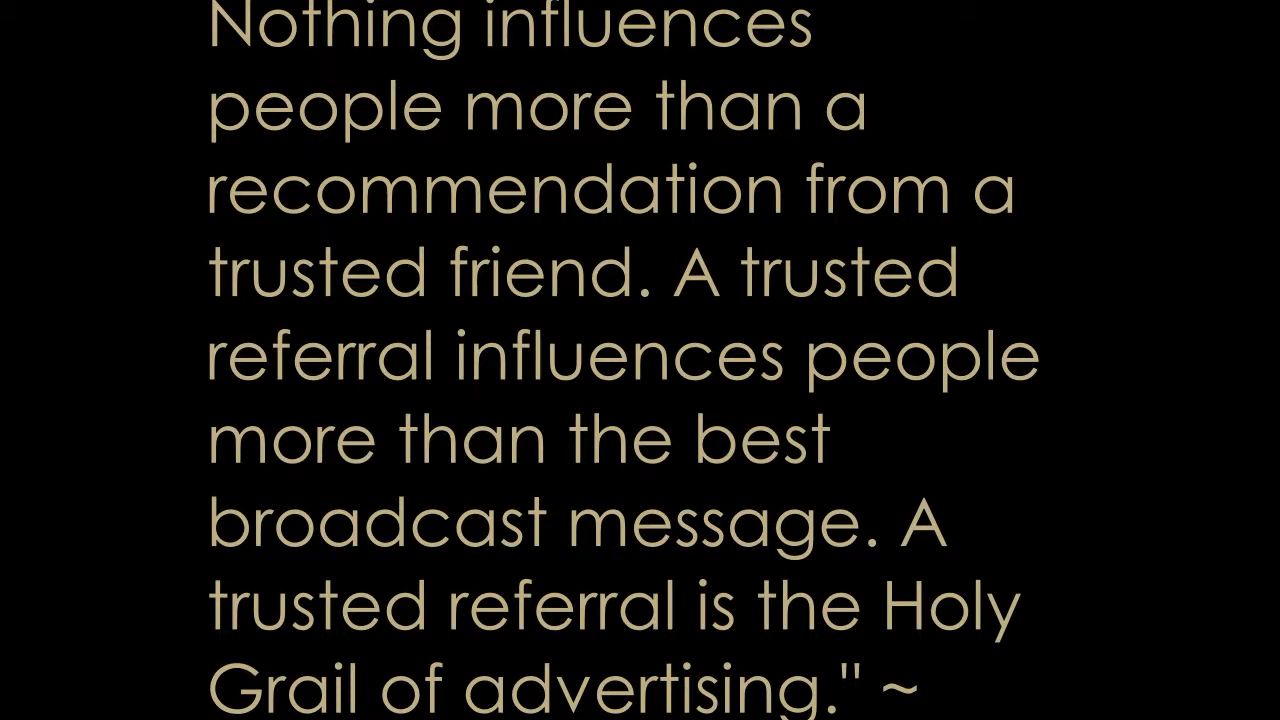 Nothing influences
people more than a
recommendation from a
trusted friend. A trusted
referral influences people
more than the best
broadcast message. A
trusted referral is the Holy
Grail of advertising." ~